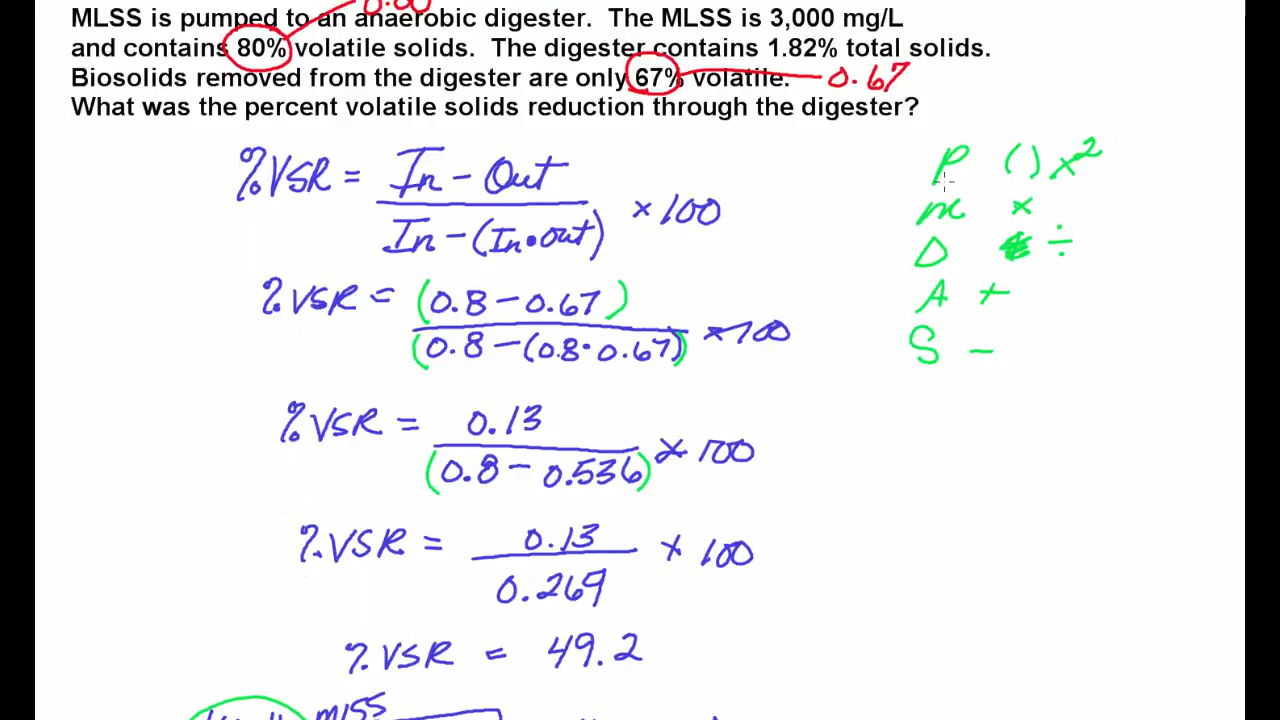 MLSS is pumped to an anaerobic digester. The MLSS is 3,000 mg/L
and contains 80% volatile solids. The digester contains 1.82% total solids.
Biosolids removed from the digester are only 67% volatile. 0.67
What was the percent volatile solids reduction through the digester?
%VSR = In - Out / In - (In • out) × 100
%VSR = (0.8 - 0.67) / (0.8 - (0.8 • 0.67)) × 100
%VSR = 0.13 / (0.8 - 0.536) × 100
%VSR = 0.13 / 0.269 × 100
%VSR = 49.2
P ( ) x²
M ×
D ÷
A +
S -
MLSS